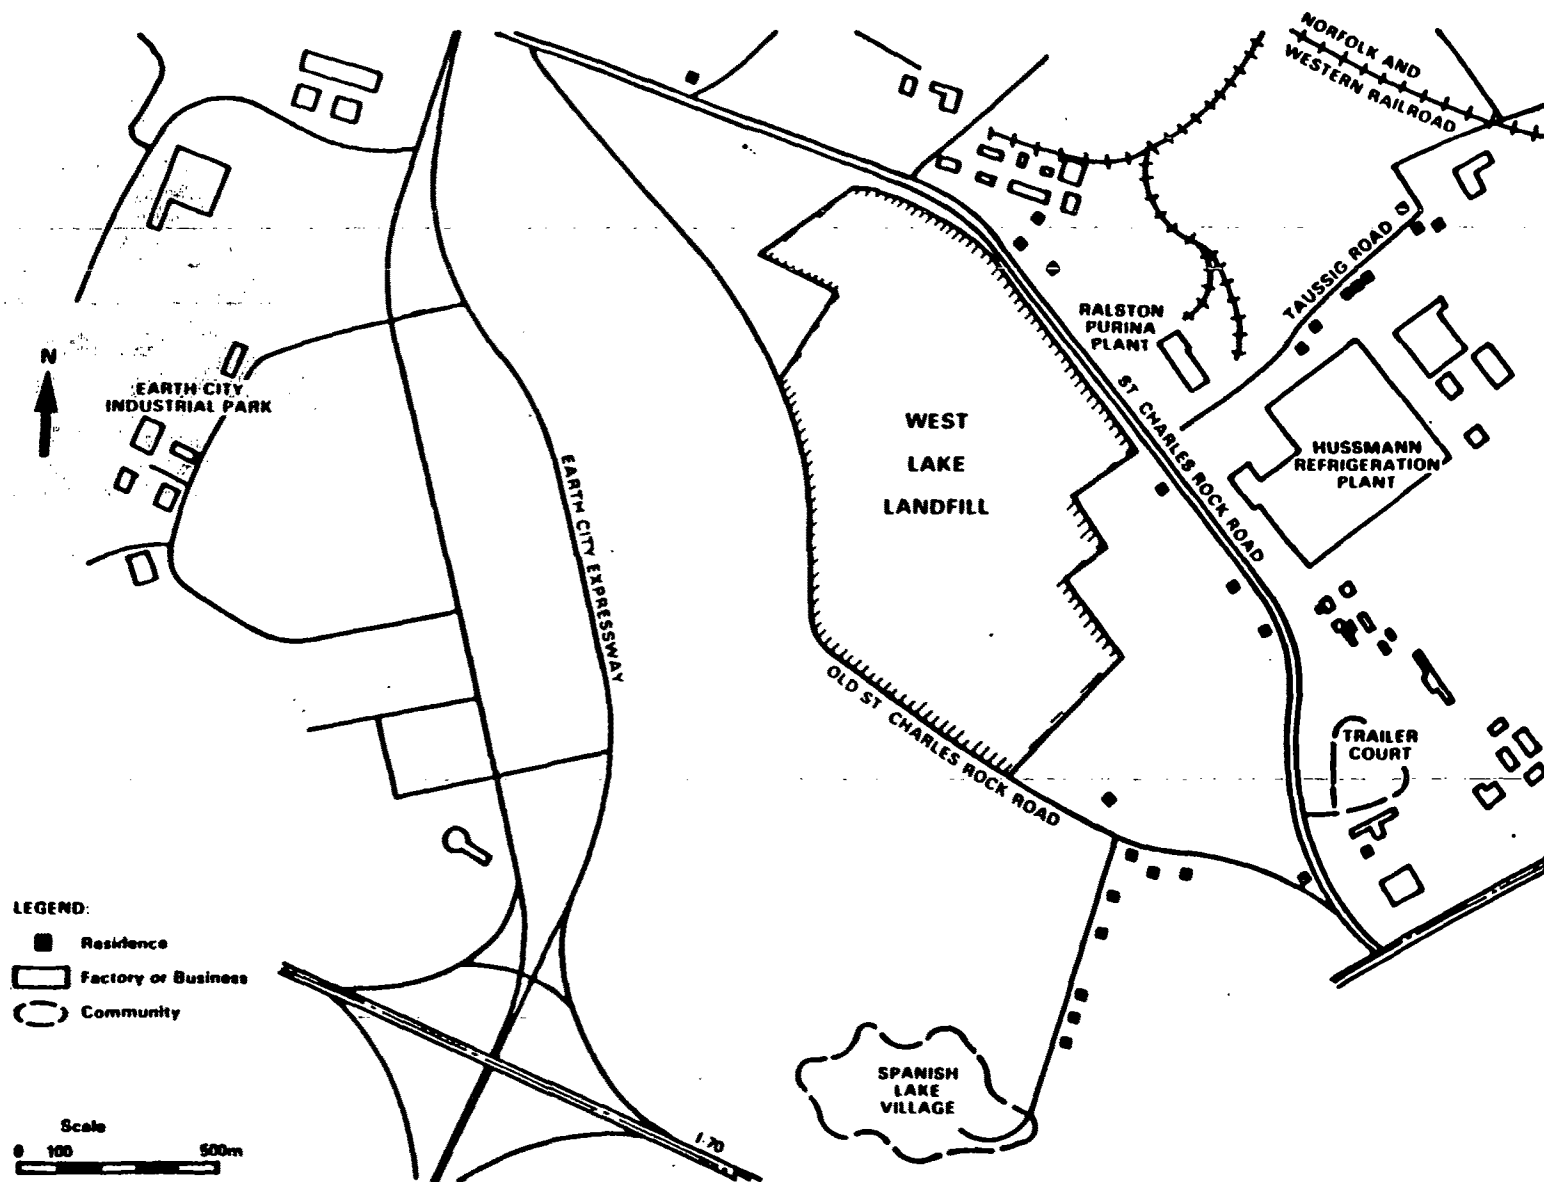 NORFOLK AND
WESTERN RAILROAD
TAUSSIG ROAD
RALSTON
PURINA
PLANT
N
EARTH CITY
INDUSTRIAL PARK
WEST
LAKE
LANDFILL
ST CHARLES ROCK ROAD
HUSSMANN
REFRIGERATION
PLANT
EARTH CITY EXPRESSWAY
OLD ST CHARLES ROCK ROAD
TRAILER
COURT
LEGEND:
Residence
Factory or Business
Community
SPANISH
LAKE
VILLAGE
Scale
0 100 500m
I-70